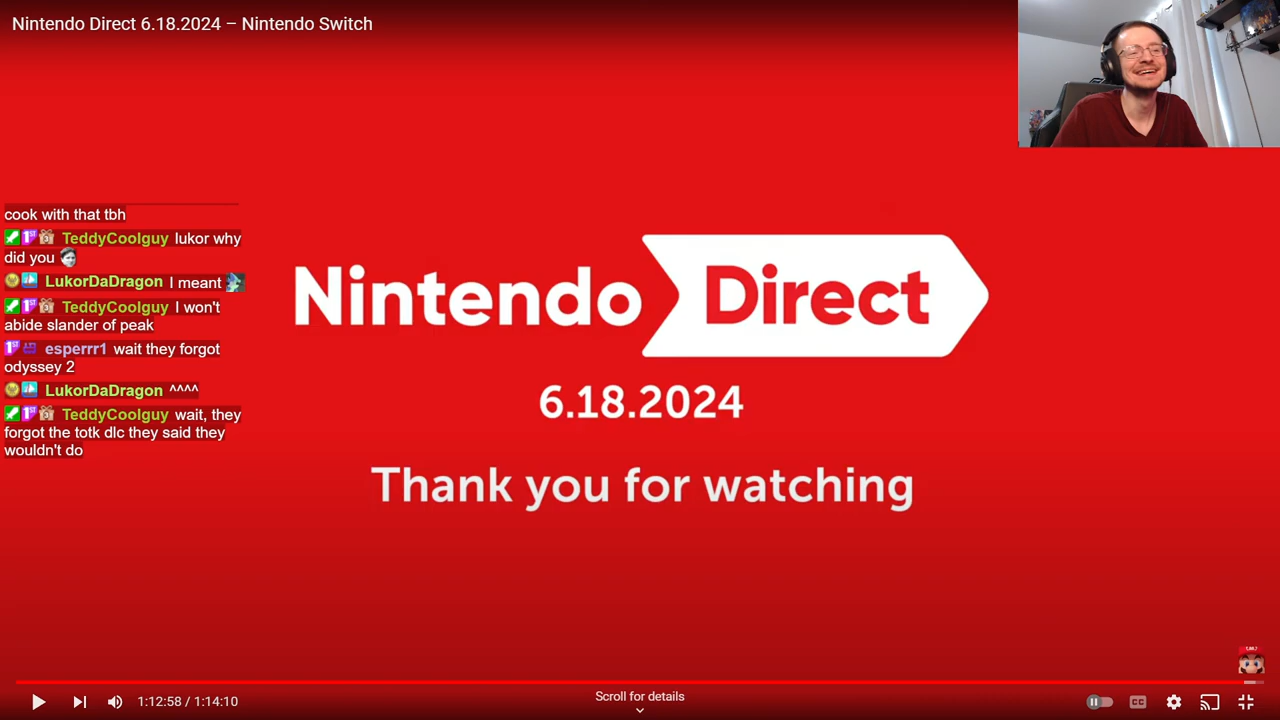 Nintendo Direct 6.18.2024 – Nintendo Switch
cook with that tbh
TeddyCoolguy lukor why
did you
LukorDaDragon I meant
TeddyCoolguy I won't
abide slander of peak
esperrr1 wait they forgot
odyssey 2
LukorDaDragon ^^^^
TeddyCoolguy wait, they
forgot the totk dlc they said they
wouldn't do
Nintendo Direct
6.18.2024
Thank you for watching
1:12:58 / 1:14:10
Scroll for details
CC